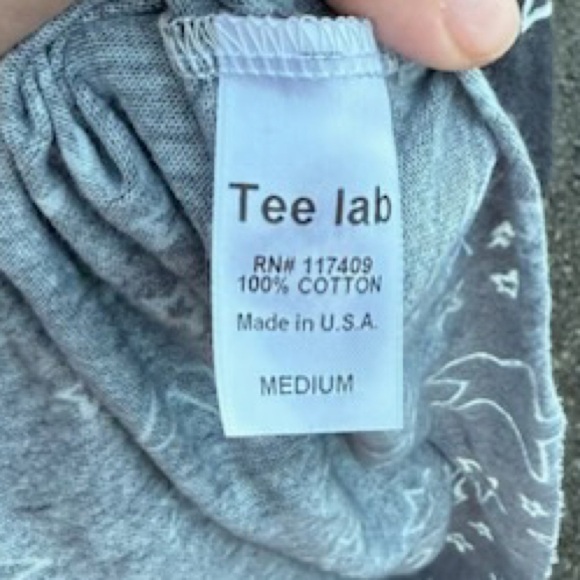 Tee lab
RN# 117409
100% COTTON
Made in U.S.A.
MEDIUM